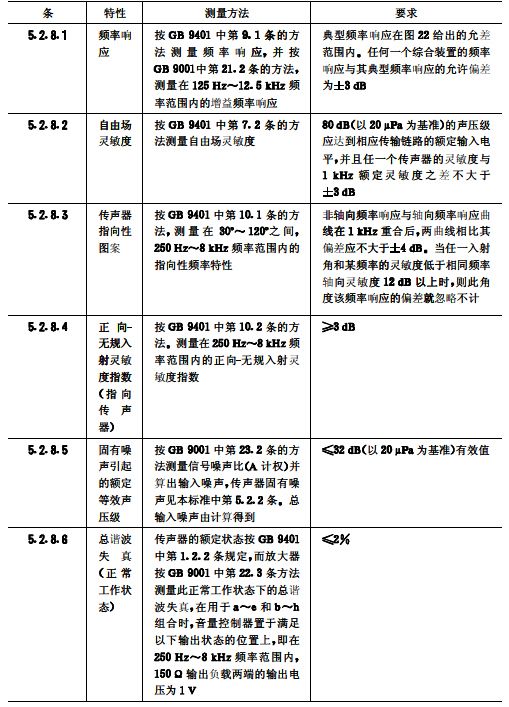 条 特性 测量方法 要求
5.2.8.1 频率响应
按 GB 9401 中第 9.1 条的方
法测量频率响应,并按
GB 9001中第 21.2 条的方法,
测量在 125 Hz～12.5 kHz 频
率范围内的增益频率响应
典型频率响应在图 22 给出的允差
范围内。任何一个综合装置的频率
响应与其典型频率响应的允许偏差
为±3 dB
5.2.8.2 自由场
灵敏度
按 GB 9401 中第 7.2 条的方
法测量自由场灵敏度
80 dB(以 20 μPa 为基准)的声压级
应达到相应传输链路的额定输入电
平,并且任一个传声器的灵敏度与
1 kHz 额定灵敏度之差不大于
±3 dB
5.2.8.3 传声器
指向性
图案
按 GB 9401 中第 10.1 条的方
法,测量在 30°～120°之间,
250 Hz～8 kHz 频率范围内的
指向性频率特性
非轴向频率响应与轴向频率响应曲
线在 1 kHz 重合后,两曲线相比其
偏差应不大于±4 dB。当任一入射
角和某频率的灵敏度低于相同频率
轴向灵敏度 12 dB 以上时,则此角
度该频率响应的偏差就忽略不计
5.2.8.4 正向-
无规入
射灵敏
度指数
(指向
传声
器)
按 GB 9401 中第 10.2 条的方
法。测量在 250 Hz～8 kHz 频
率范围内的正向-无规入射灵
敏度指数
≥3 dB
5.2.8.5 固有噪
声引起
的额定
等效声
压级
按 GB 9001 中第 23.2 条的方
法测量信号噪声比(A 计权)并
算出输入噪声,传声器固有噪
声见本标准中第 5.2.2 条。总
输入噪声由计算得到
≤32 dB(以 20 μPa 为基准)有效值
5.2.8.6 总谐波
失真
(正常
工作状
态)
传声器的额定状态按 GB 9401
中第 1.2.2 条规定,而放大器
按 GB 9001 中第 22.3 条方法
测量此正常工作状态下的总谐
波失真,在用于 a～e 和 b～h
组合时,音量控制器置于满足
以下输出状态的位置上,即在
250 Hz～8 kHz 频率范围内,
150 Ω 输出负载两端的输出电
压为 1 V
≤2%